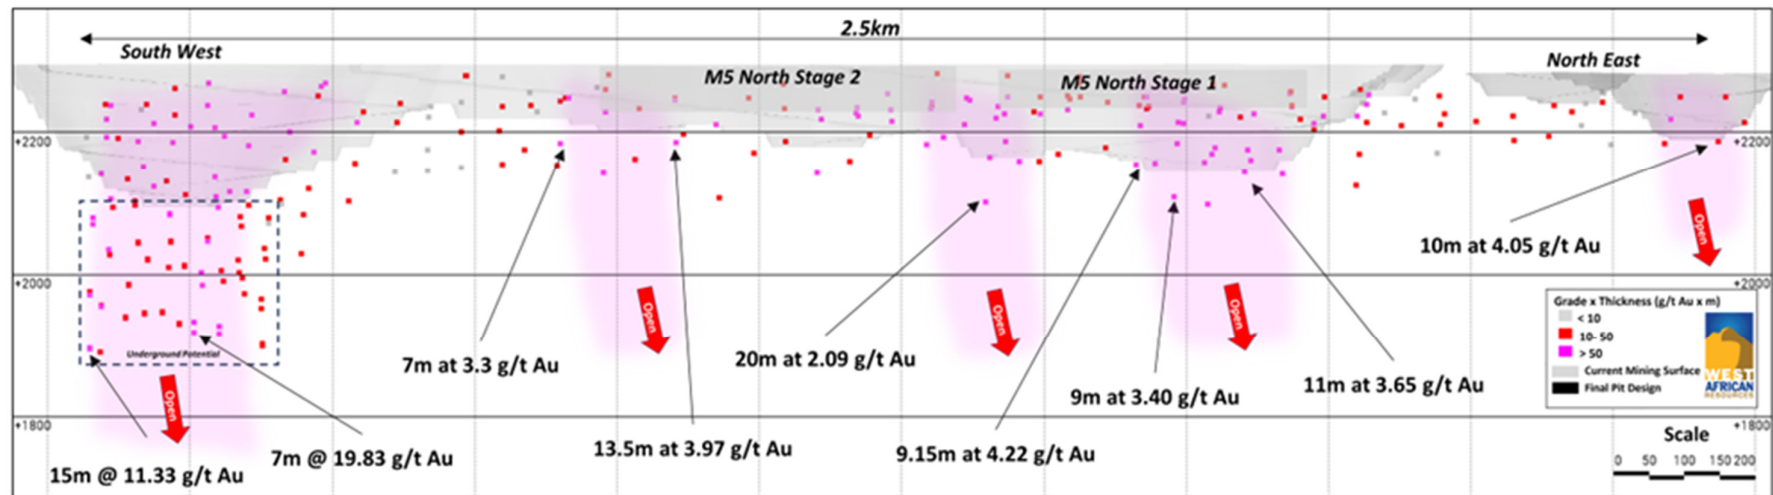 2.5km
South West
M5 North Stage 2
M5 North Stage 1
North East
+2200
+2200
+2000
+2000
+1800
+1800
Underground Potential
Open
Open
Open
Open
Open
15m @ 11.33 g/t Au
7m @ 19.83 g/t Au
7m at 3.3 g/t Au
13.5m at 3.97 g/t Au
20m at 2.09 g/t Au
9.15m at 4.22 g/t Au
9m at 3.40 g/t Au
11m at 3.65 g/t Au
10m at 4.05 g/t Au
Grade x Thickness (g/t Au x m)
< 10
10- 50
> 50
Current Mining Surface
Final Pit Design
WEST
AFRICAN
RESOURCES
Scale
0 50 100 150 200